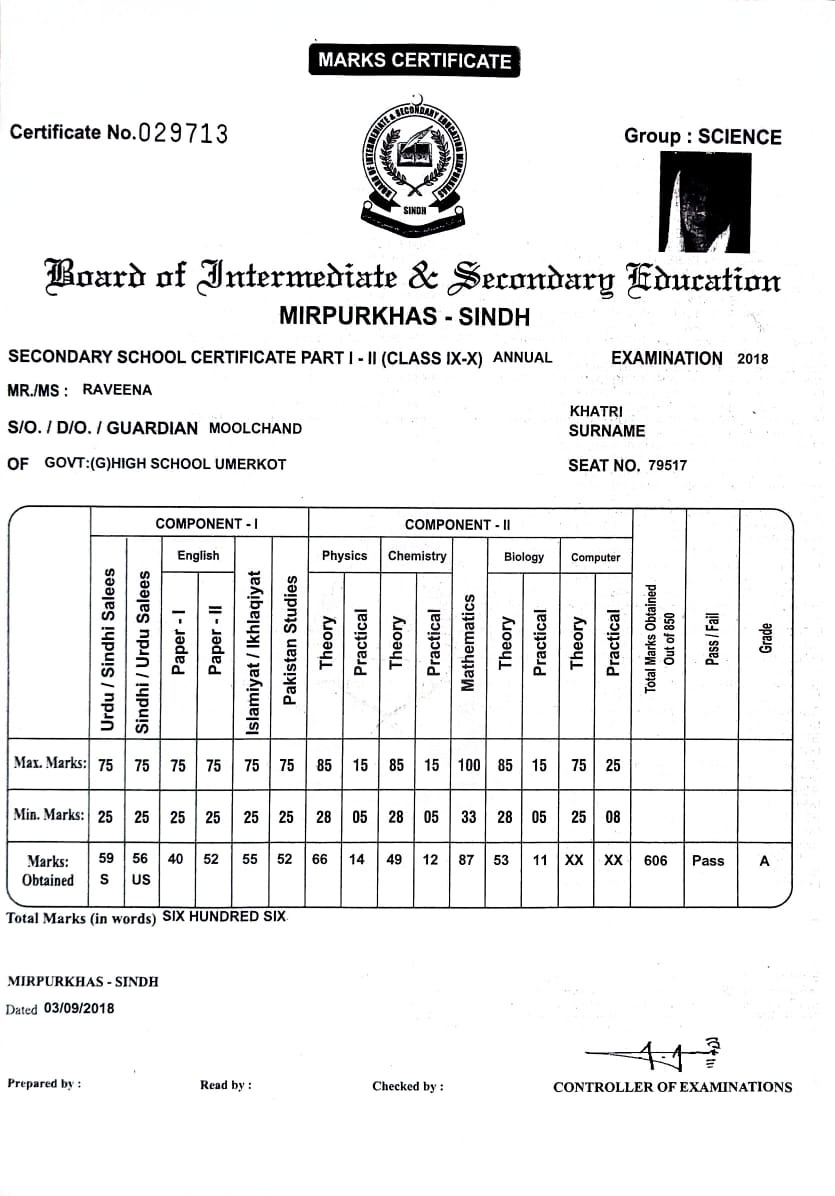 MARKS CERTIFICATE
Certificate No.029713
Group : SCIENCE
BOARD OF INTERMEDIATE & SECONDARY EDUCATION MIRPURKHAS
SINDH
Board of Intermediate & Secondary Education
MIRPURKHAS - SINDH
SECONDARY SCHOOL CERTIFICATE PART I - II (CLASS IX-X) ANNUAL EXAMINATION 2018
MR./MS : RAVEENA
S/O. / D/O. / GUARDIAN MOOLCHAND
KHATRI
SURNAME
OF GOVT:(G)HIGH SCHOOL UMERKOT
SEAT NO. 79517
COMPONENT - I COMPONENT - II
English Physics Chemistry Biology Computer
Urdu / Sindhi Salees Sindhi / Urdu Salees Paper - I Paper - II Islamiyat / Ikhlaqiyat Pakistan Studies Theory Practical Theory Practical Mathematics Theory Practical Theory Practical Total Marks Obtained Out of 850 Pass / Fail Grade
Max. Marks: 75 75 75 75 75 75 85 15 85 15 100 85 15 75 25
Min. Marks: 25 25 25 25 25 25 28 05 28 05 33 28 05 25 08
Marks: 59 56 40 52 55 52 66 14 49 12 87 53 11 XX XX 606 Pass A
Obtained S US
Total Marks (in words) SIX HUNDRED SIX
MIRPURKHAS - SINDH
Dated 03/09/2018
Prepared by : Read by : Checked by : CONTROLLER OF EXAMINATIONS